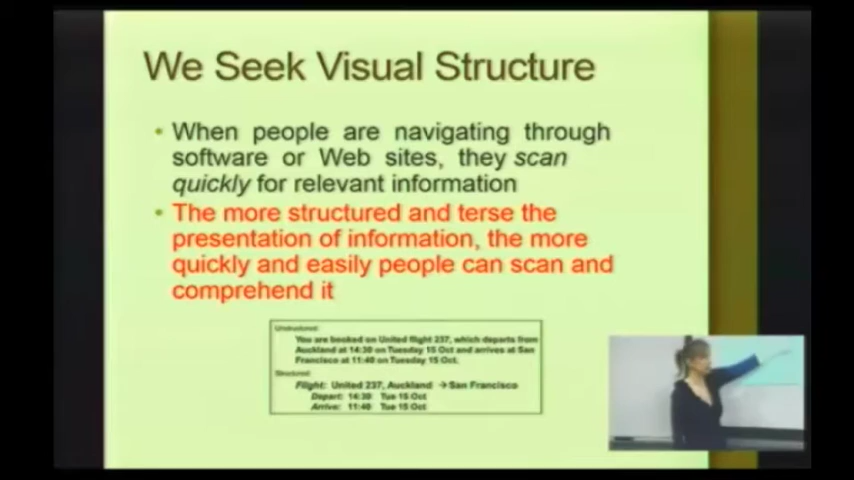 We Seek Visual Structure
• When people are navigating through
software or Web sites, they scan
quickly for relevant information
• The more structured and terse the
presentation of information, the more
quickly and easily people can scan and
comprehend it
Unstructured:
You are booked on United flight 237, which departs from
Auckland at 14:30 on Tuesday 15 Oct and arrives at San
Francisco at 11:40 on Tuesday 15 Oct.
Structured:
Flight: United 237, Auckland → San Francisco
Depart: 14:30 Tue 15 Oct
Arrive: 11:40 Tue 15 Oct